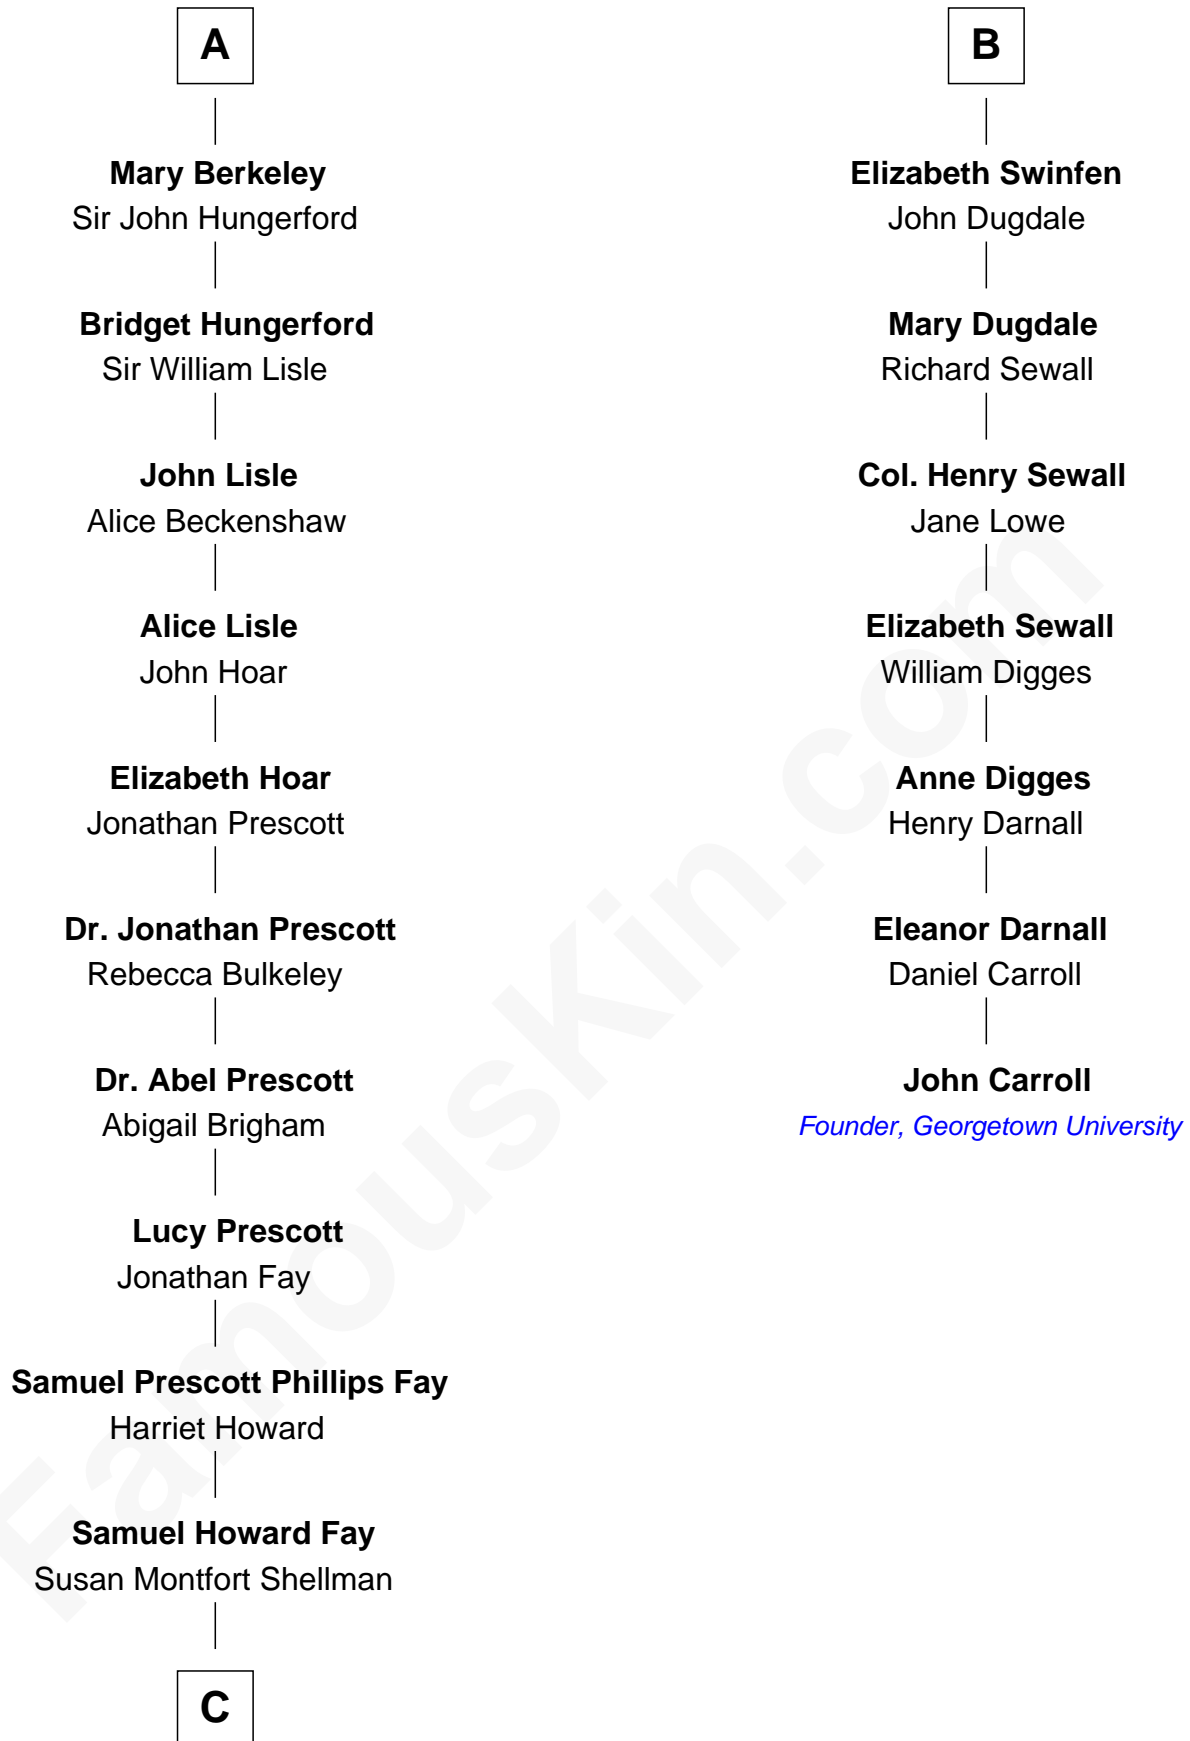 A
Mary Berkeley
Sir John Hungerford
Bridget Hungerford
Sir William Lisle
John Lisle
Alice Beckenshaw
Alice Lisle
John Hoar
Elizabeth Hoar
Jonathan Prescott
Dr. Jonathan Prescott
Rebecca Bulkeley
Dr. Abel Prescott
Abigail Brigham
Lucy Prescott
Jonathan Fay
Samuel Prescott Phillips Fay
Harriet Howard
Samuel Howard Fay
Susan Montfort Shellman
C
B
Elizabeth Swinfen
John Dugdale
Mary Dugdale
Richard Sewall
Col. Henry Sewall
Jane Lowe
Elizabeth Sewall
William Digges
Anne Digges
Henry Darnall
Eleanor Darnall
Daniel Carroll
John Carroll
Founder, Georgetown University
FamousKin.com